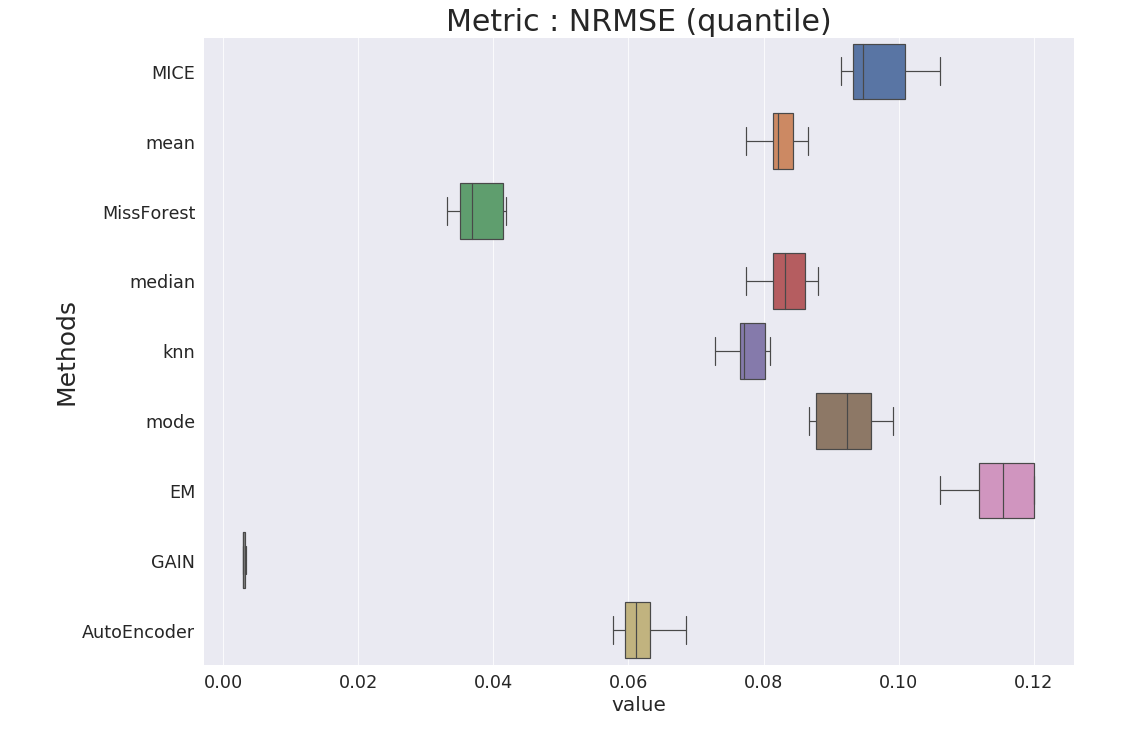 Metric : NRMSE (quantile)
Methods
MICE
mean
MissForest
median
knn
mode
EM
GAIN
AutoEncoder
0.00 0.02 0.04 0.06 0.08 0.10 0.12
value